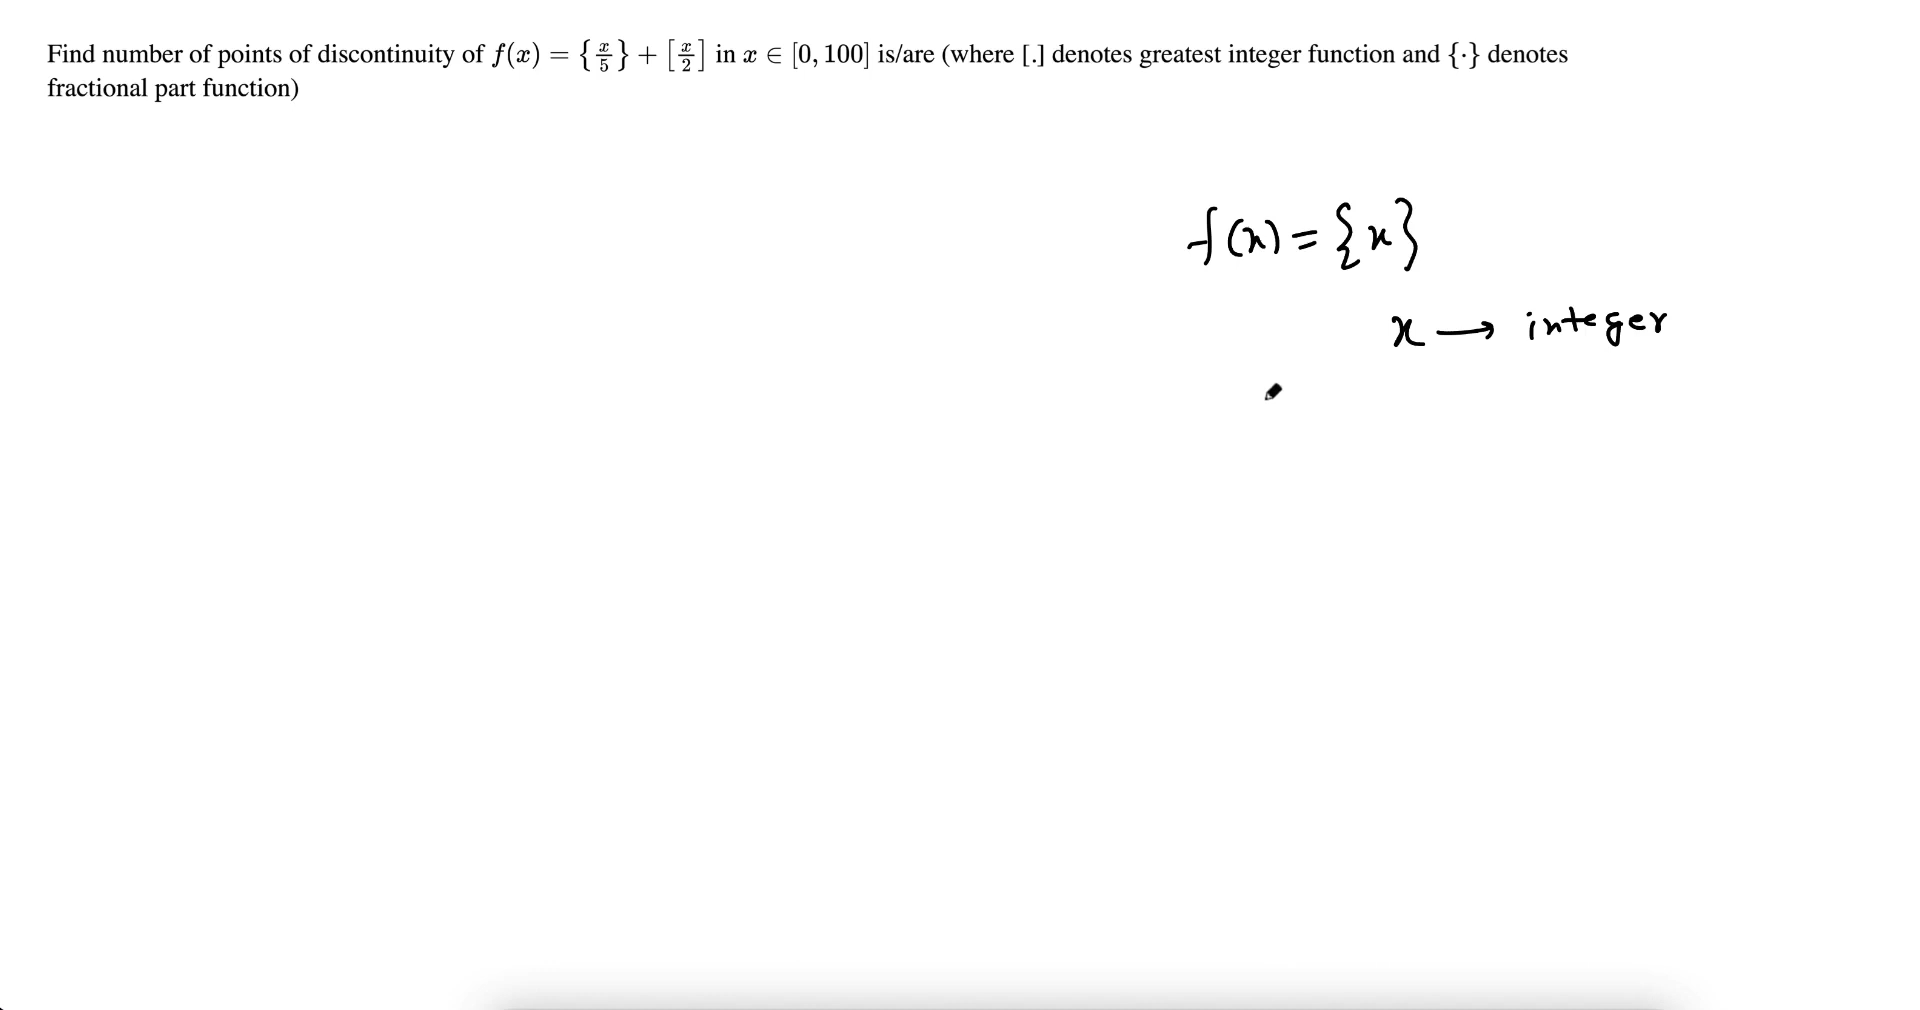 Find number of points of discontinuity of f(x) = {x/5} + [x/2] in x ∈ [0, 100] is/are (where [.] denotes greatest integer function and {·} denotes
fractional part function)
f(x) = {x}
x → integer